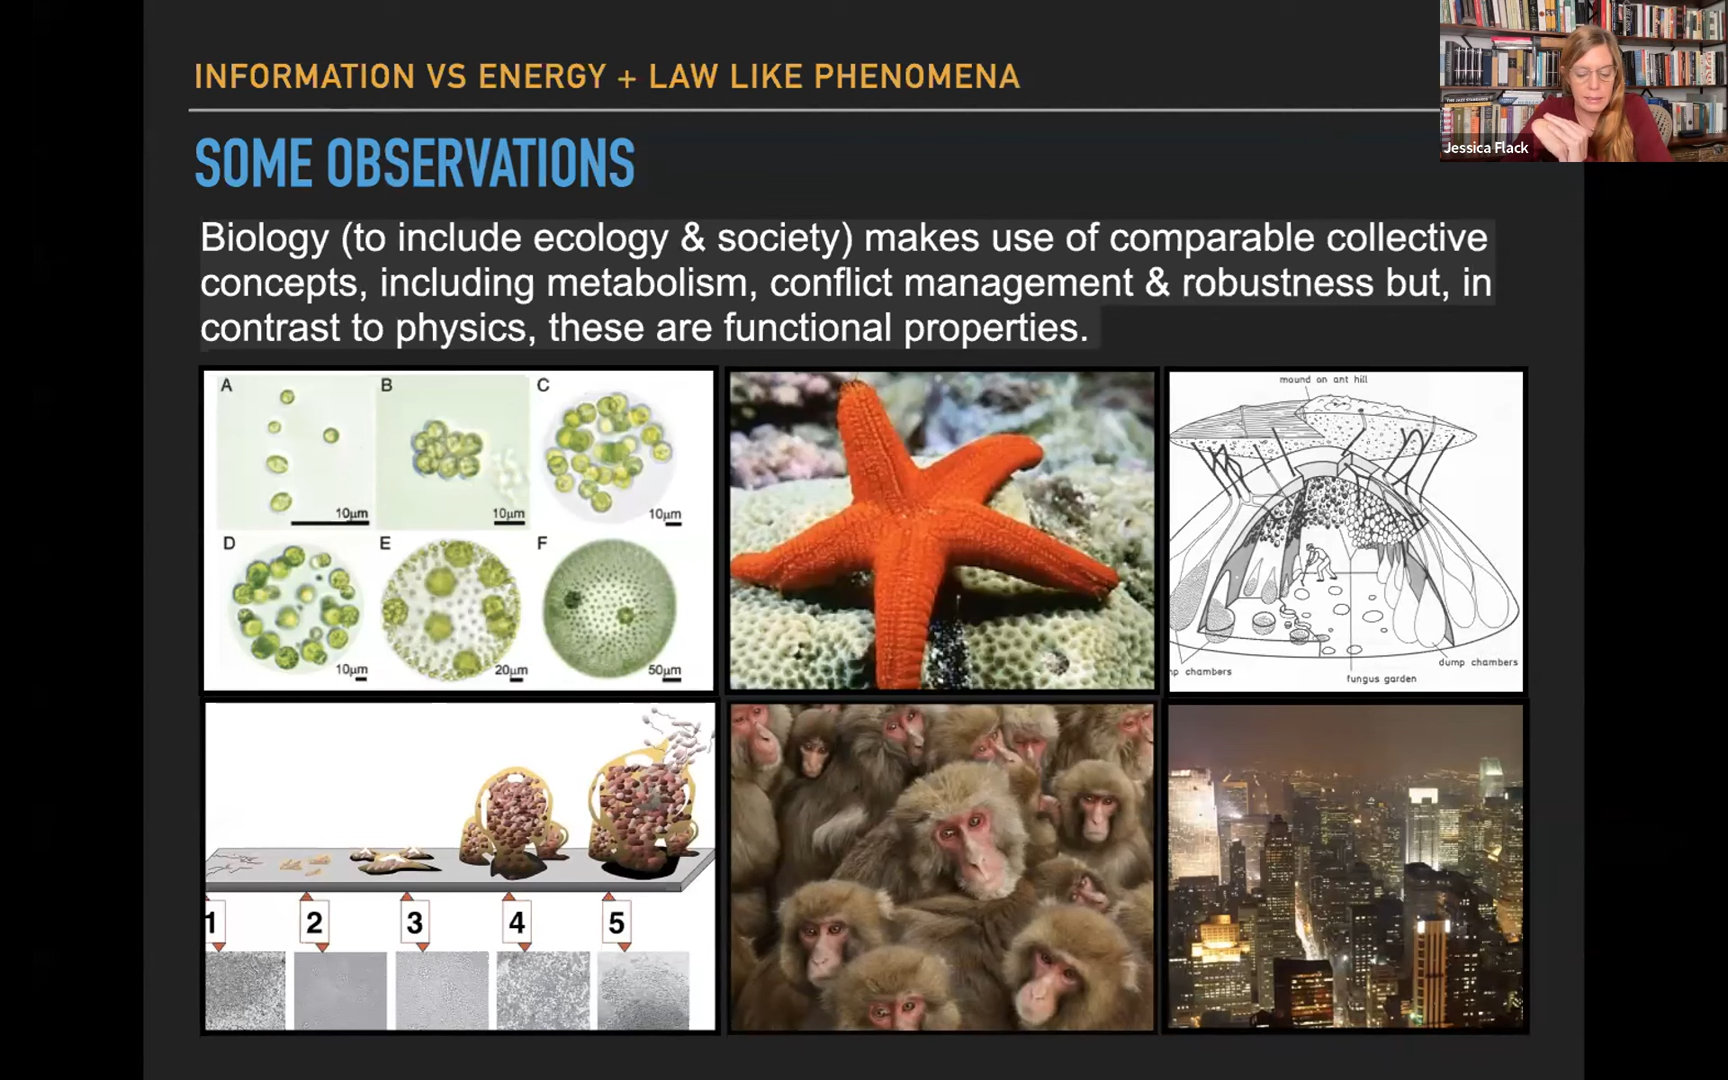 INFORMATION VS ENERGY + LAW LIKE PHENOMENA
Jessica Flack
SOME OBSERVATIONS
Biology (to include ecology & society) makes use of comparable collective
concepts, including metabolism, conflict management & robustness but, in
contrast to physics, these are functional properties.
A
B
C
10μm
10μm
10μm
D
E
F
10μm
20μm
50μm
mound on ant hill
chambers
dump chambers
fungus garden
1
2
3
4
5